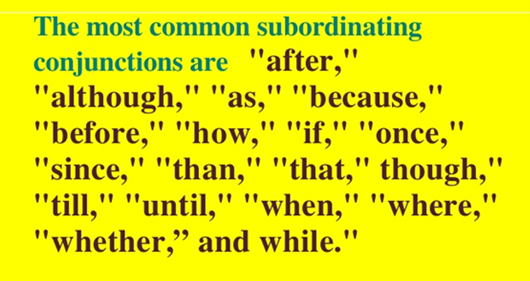 The most common subordinating
conjunctions are "after,"
"although," "as," "because,"
"before," "how," "if," "once,"
"since," "than," "that," though,"
"till," "until," "when," "where,"
"whether,” and while."